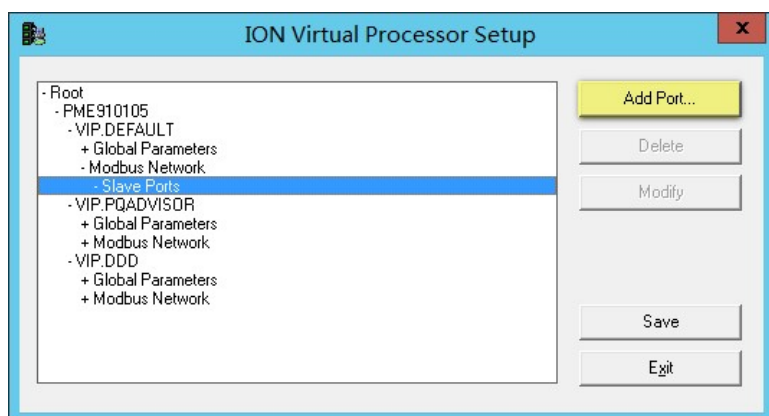 ION Virtual Processor Setup
x
- Root
- PME910105
- VIP.DEFAULT
+ Global Parameters
- Modbus Network
- Slave Ports
- VIP.PQADVISOR
+ Global Parameters
+ Modbus Network
- VIP.DDD
+ Global Parameters
+ Modbus Network
Add Port...
Delete
Modify
Save
Exit